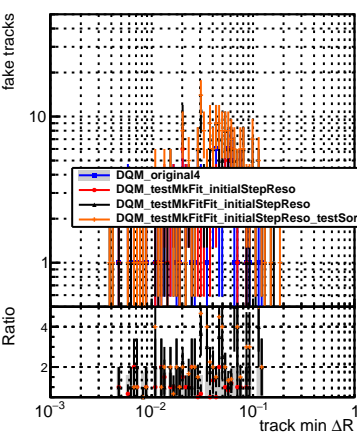 fake tracks
10
DQM_original4
DQM_testMkFit_initialStepReso
DQM_testMkFitFit_initialStepReso
DQM_testMkFitFit_initialStepReso_testSor
1
Ratio
4
2
10⁻³ 10⁻² 10⁻¹ 1
track min ΔR